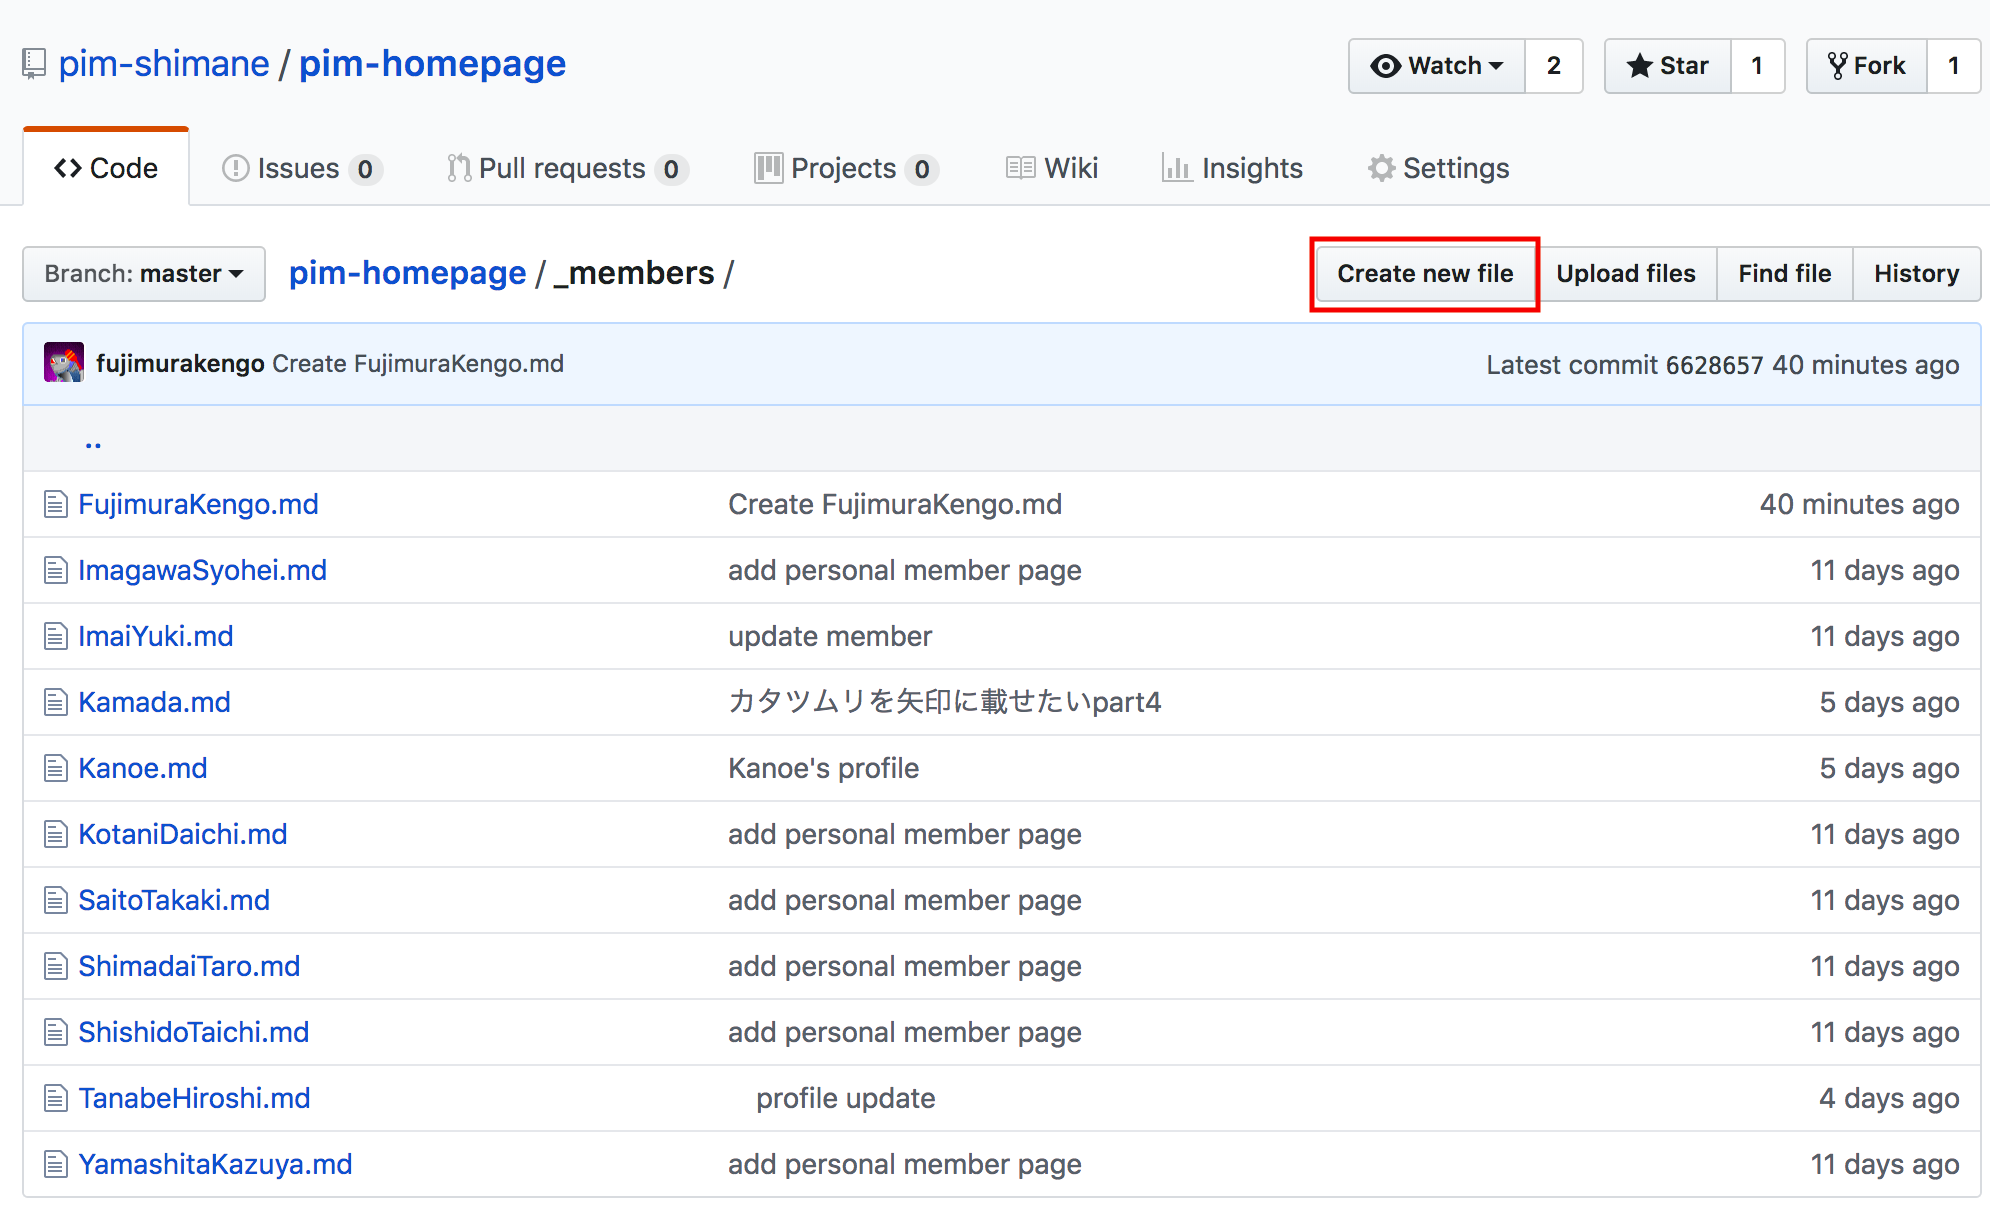 pim-shimane / pim-homepage
Watch 2 Star 1 Fork 1
Code Issues 0 Pull requests 0 Projects 0 Wiki Insights Settings
Branch: master pim-homepage / _members / Create new file Upload files Find file History
fujimurakengo Create FujimuraKengo.md Latest commit 6628657 40 minutes ago
..
FujimuraKengo.md Create FujimuraKengo.md 40 minutes ago
ImagawaSyohei.md add personal member page 11 days ago
ImaiYuki.md update member 11 days ago
Kamada.md カタツムリを矢印に載せたいpart4 5 days ago
Kanoe.md Kanoe's profile 5 days ago
KotaniDaichi.md add personal member page 11 days ago
SaitoTakaki.md add personal member page 11 days ago
ShimadaiTaro.md add personal member page 11 days ago
ShishidoTaichi.md add personal member page 11 days ago
TanabeHiroshi.md profile update 4 days ago
YamashitaKazuya.md add personal member page 11 days ago